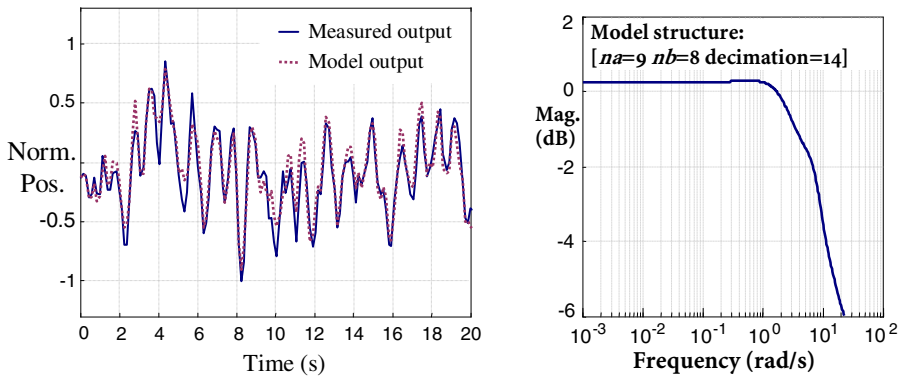 1
0.5
-0.5
-1
Norm.
Pos.
Measured output
Model output
0 2 4 6 8 10 12 14 16 18 20
Time (s)
2
0
-2
-4
-6
Mag.
(dB)
Model structure:
[na=9 nb=8 decimation=14]
10^-3 10^-2 10^-1 10^0 10^1 10^2
Frequency (rad/s)